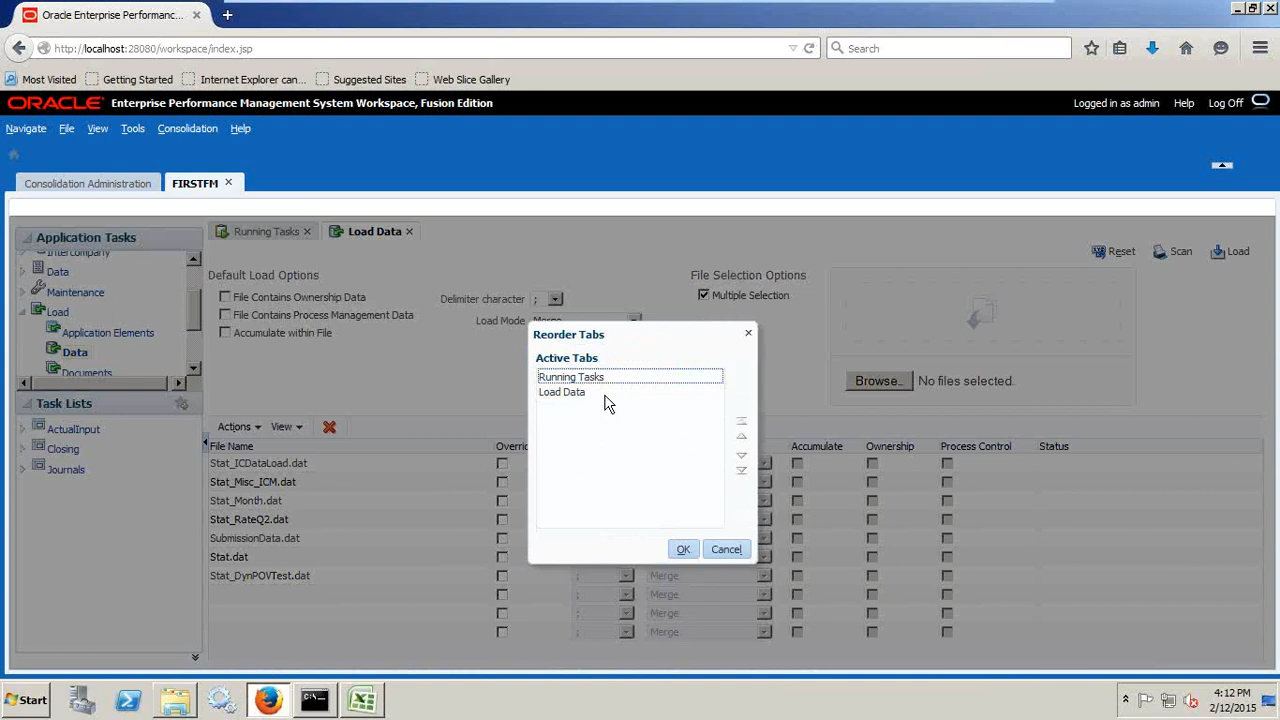 Oracle Enterprise Performance...
http://localhost:28080/workspace/index.jsp
Search
Most Visited
Getting Started
Internet Explorer can...
Suggested Sites
Web Slice Gallery
ORACLE Enterprise Performance Management System Workspace, Fusion Edition
Logged in as admin Help Log Off
Navigate File View Tools Consolidation Help
Consolidation Administration
FIRSTFM
Application Tasks
Intercompany
Data
Maintenance
Load
Application Elements
Data
Documents
Task Lists
ActualInput
Closing
Journals
Running Tasks
Load Data
Reset Scan Load
Default Load Options
File Contains Ownership Data
File Contains Process Management Data
Accumulate within File
Delimiter character ;
Load Mode Merge
File Selection Options
Multiple Selection
Browse... No files selected.
Reorder Tabs
Active Tabs
Running Tasks
Load Data
OK Cancel
Actions View
File Name Accumulate Ownership Process Control Status
Stat_ICDataLoad.dat
Stat_Misc_ICM.dat
Stat_Month.dat
Stat_RateQ2.dat
SubmissionData.dat
Stat.dat
Stat_DynPOVTest.dat ; Merge
; Merge
; Merge
; Merge
Start
4:12 PM
2/12/2015